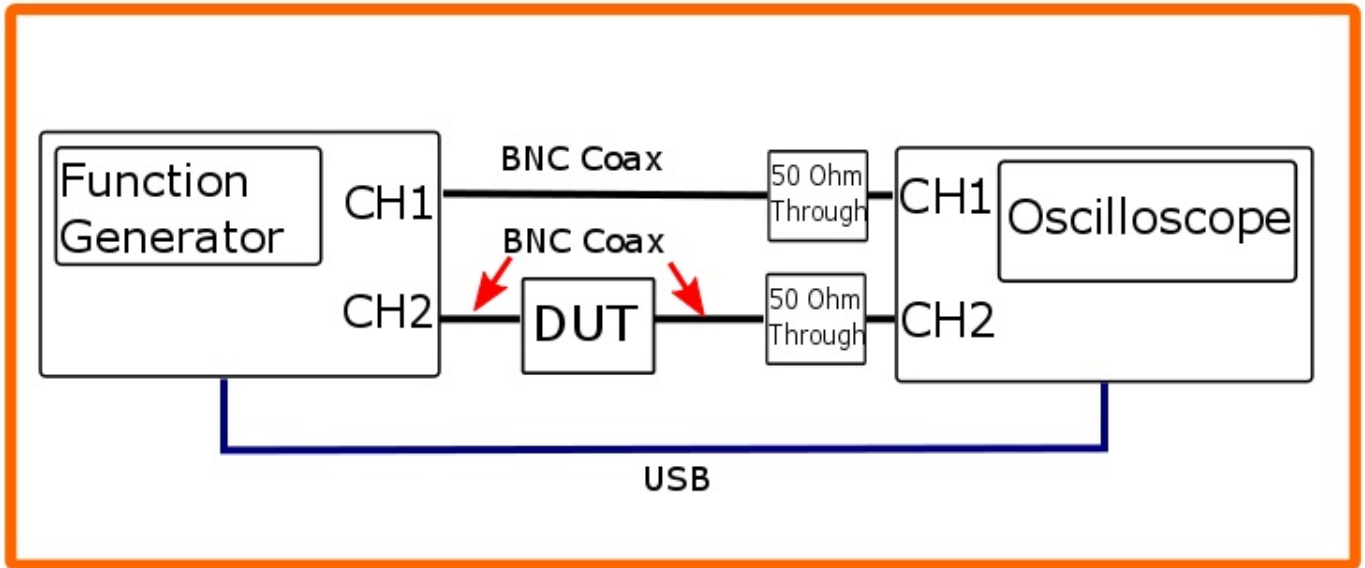 Function
Generator
CH1
CH2
BNC Coax
BNC Coax
DUT
50 Ohm
Through
50 Ohm
Through
CH1
CH2
Oscilloscope
USB